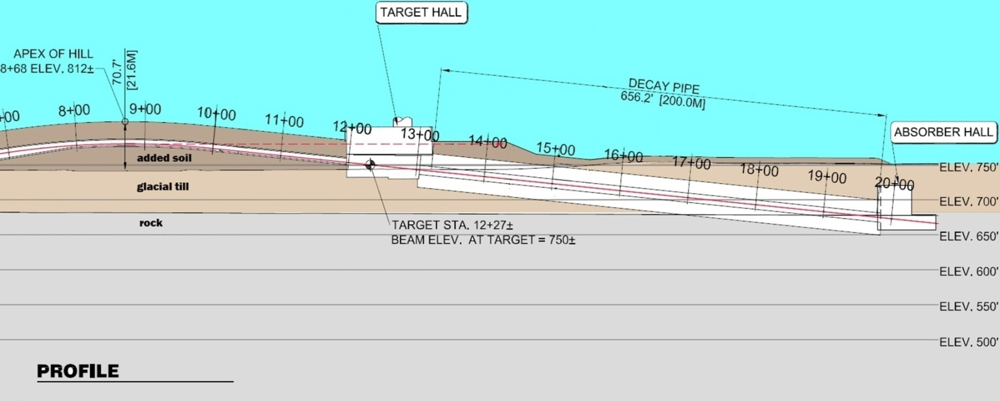 TARGET HALL
APEX OF HILL
8+68 ELEV. 812±
70.7'
[21.6M]
DECAY PIPE
656.2' [200.0M]
ABSORBER HALL
+00
8+00
9+00
10+00
11+00
12+00
13+00
14+00
15+00
16+00
17+00
18+00
19+00
20+00
added soil
glacial till
rock
TARGET STA. 12+27±
BEAM ELEV. AT TARGET = 750±
ELEV. 750'
ELEV. 700'
ELEV. 650'
ELEV. 600'
ELEV. 550'
ELEV. 500'
PROFILE